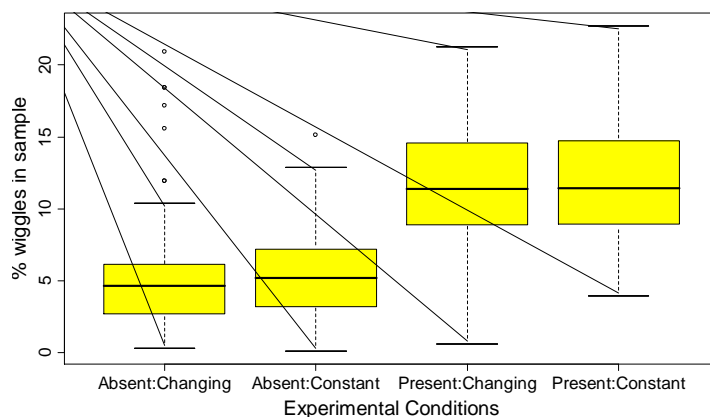 % wiggles in sample
20
15
10
5
0
Absent:Changing Absent:Constant Present:Changing Present:Constant
Experimental Conditions